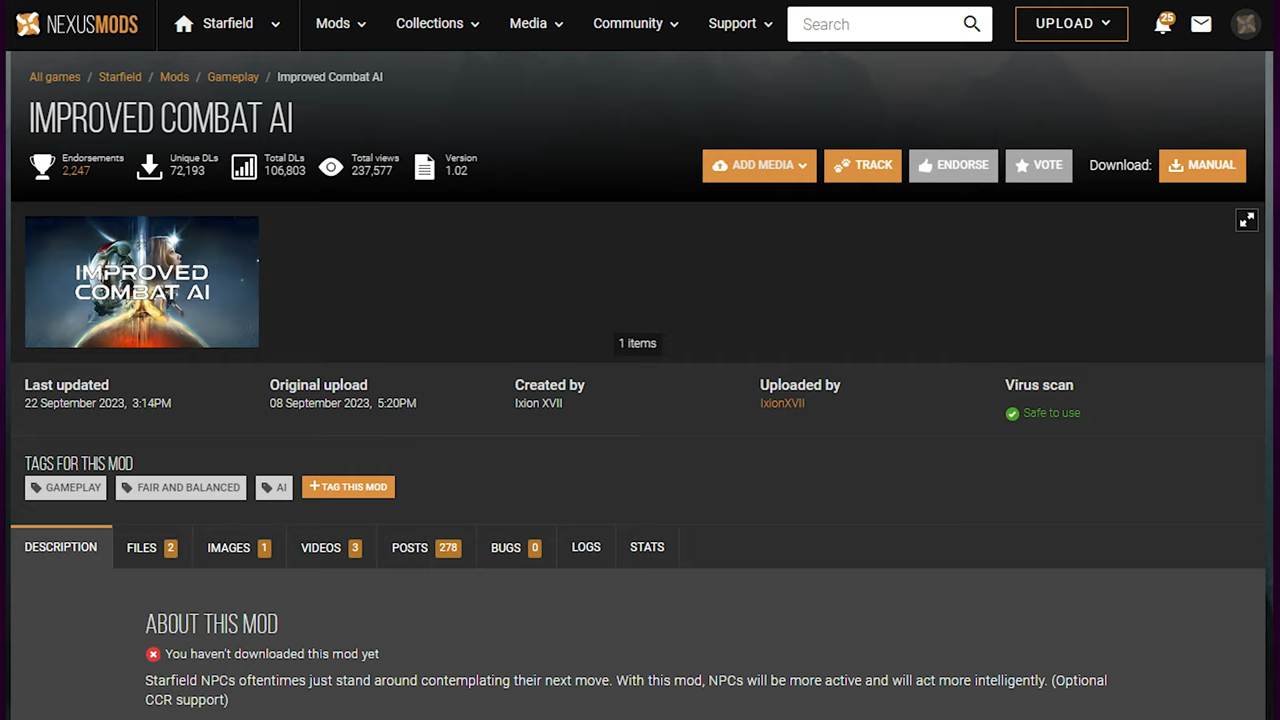 NEXUSMODS
Starfield
Mods
Collections
Media
Community
Support
Search
UPLOAD
25
All games / Starfield / Mods / Gameplay / Improved Combat AI
IMPROVED COMBAT AI
Endorsements
2,247
Unique DLs
72,193
Total DLs
106,803
Total views
237,577
Version
1.02
ADD MEDIA
TRACK
ENDORSE
VOTE
Download:
MANUAL
IMPROVED
COMBAT AI
1 items
Last updated
22 September 2023, 3:14PM
Original upload
08 September 2023, 5:20PM
Created by
Ixion XVII
Uploaded by
IxionXVII
Virus scan
Safe to use
TAGS FOR THIS MOD
GAMEPLAY
FAIR AND BALANCED
AI
+ TAG THIS MOD
DESCRIPTION
FILES 2
IMAGES 1
VIDEOS 3
POSTS 278
BUGS 0
LOGS
STATS
ABOUT THIS MOD
You haven't downloaded this mod yet
Starfield NPCs oftentimes just stand around contemplating their next move. With this mod, NPCs will be more active and will act more intelligently. (Optional
CCR support)